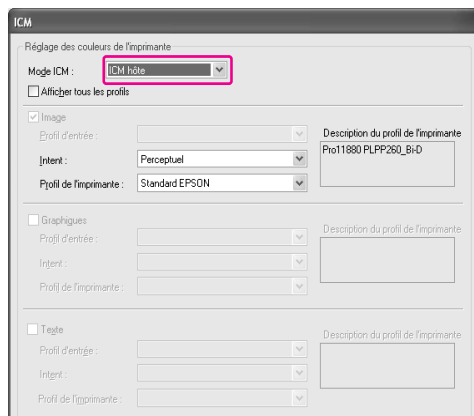 ICM
Réglage des couleurs de l'imprimante
Mode ICM : ICM hôte
Afficher tous les profils
Image
Profil d'entrée :
Description du profil de l'imprimante
Intent : Perceptuel
Pro11880 PLPP260_Bi-D
Profil de l'imprimante : Standard EPSON
Graphiques
Profil d'entrée :
Description du profil de l'imprimante
Intent :
Profil de l'imprimante :
Texte
Profil d'entrée :
Description du profil de l'imprimante
Intent :
Profil de l'imprimante :